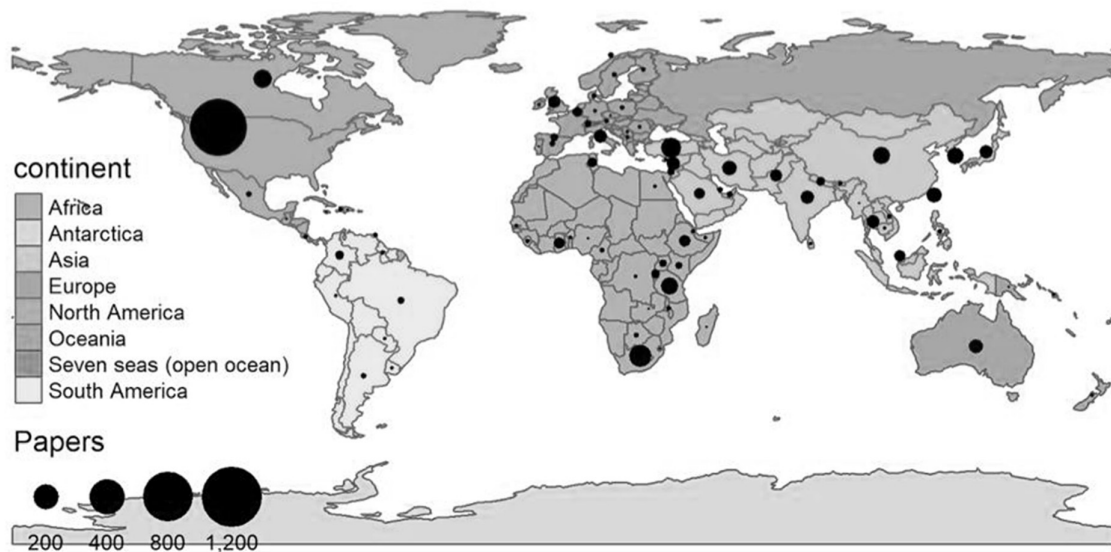 continent
Africa
Antarctica
Asia
Europe
North America
Oceania
Seven seas (open ocean)
South America
Papers
200 400 800 1,200